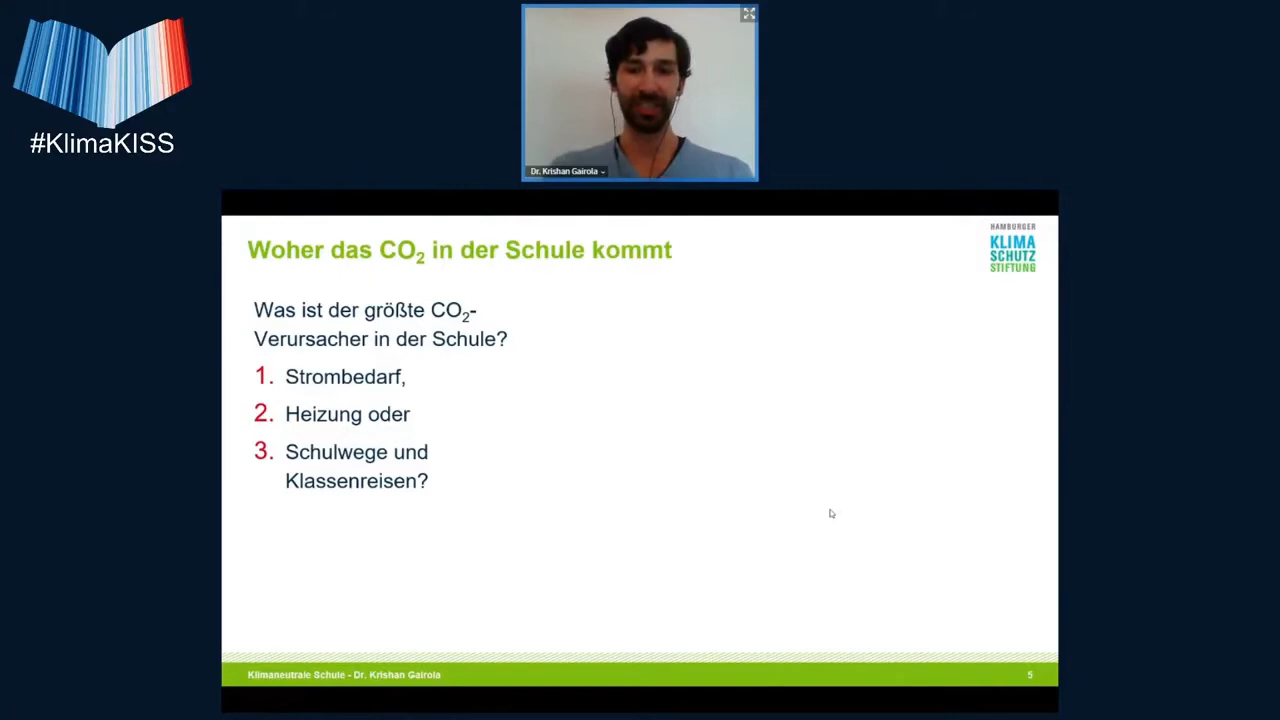 #KlimaKISS
Dr. Krishan Gairola
Woher das CO₂ in der Schule kommt
HAMBURGER
KLIMA
SCHUTZ
STIFTUNG
Was ist der größte CO₂-
Verursacher in der Schule?
1. Strombedarf,
2. Heizung oder
3. Schulwege und
Klassenreisen?
Klimaneutrale Schule - Dr. Krishan Gairola
5